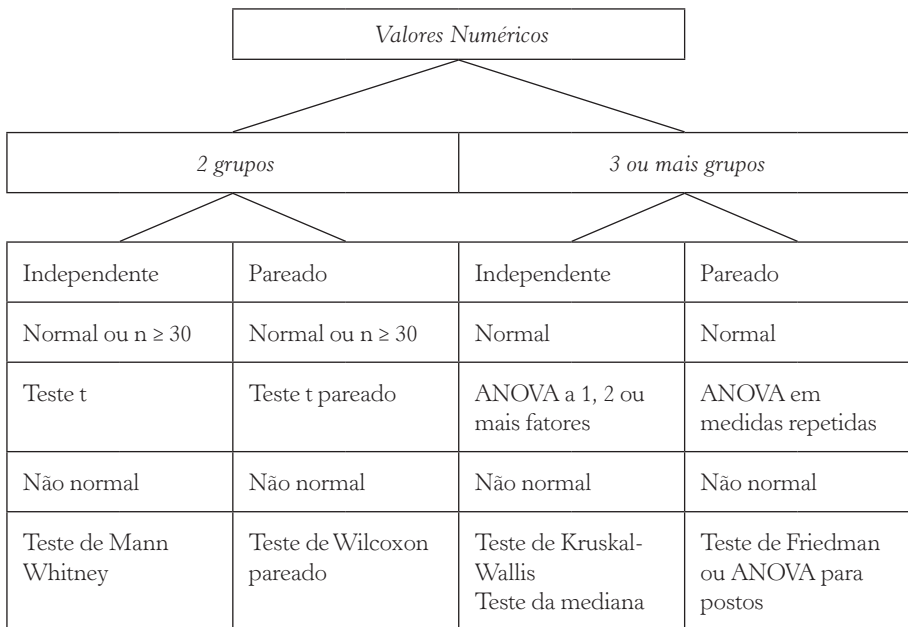 Valores Numéricos
2 grupos
3 ou mais grupos
Independente
Pareado
Independente
Pareado
Normal ou n ≥ 30
Normal ou n ≥ 30
Normal
Normal
Teste t
Teste t pareado
ANOVA a 1, 2 ou
mais fatores
ANOVA em
medidas repetidas
Não normal
Não normal
Não normal
Não normal
Teste de Mann
Whitney
Teste de Wilcoxon
pareado
Teste de Kruskal-
Wallis
Teste da mediana
Teste de Friedman
ou ANOVA para
postos